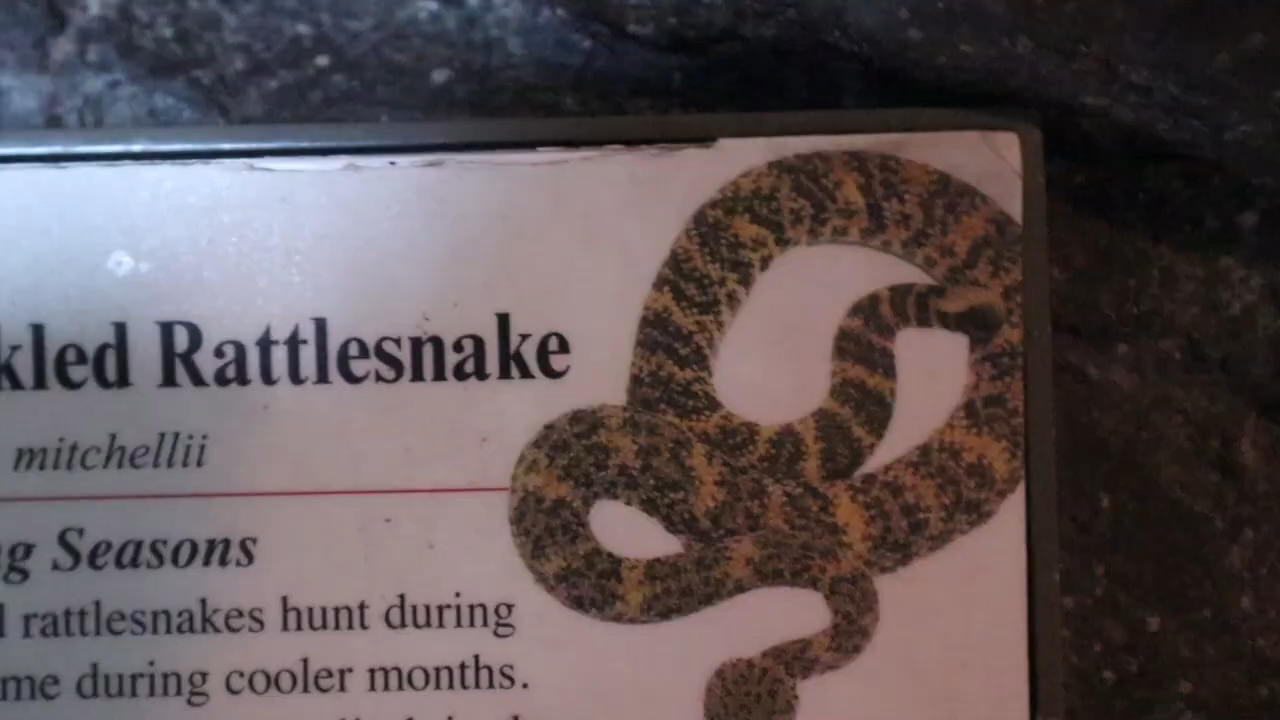 kled Rattlesnake
mitchellii
g Seasons
rattlesnakes hunt during
me during cooler months.